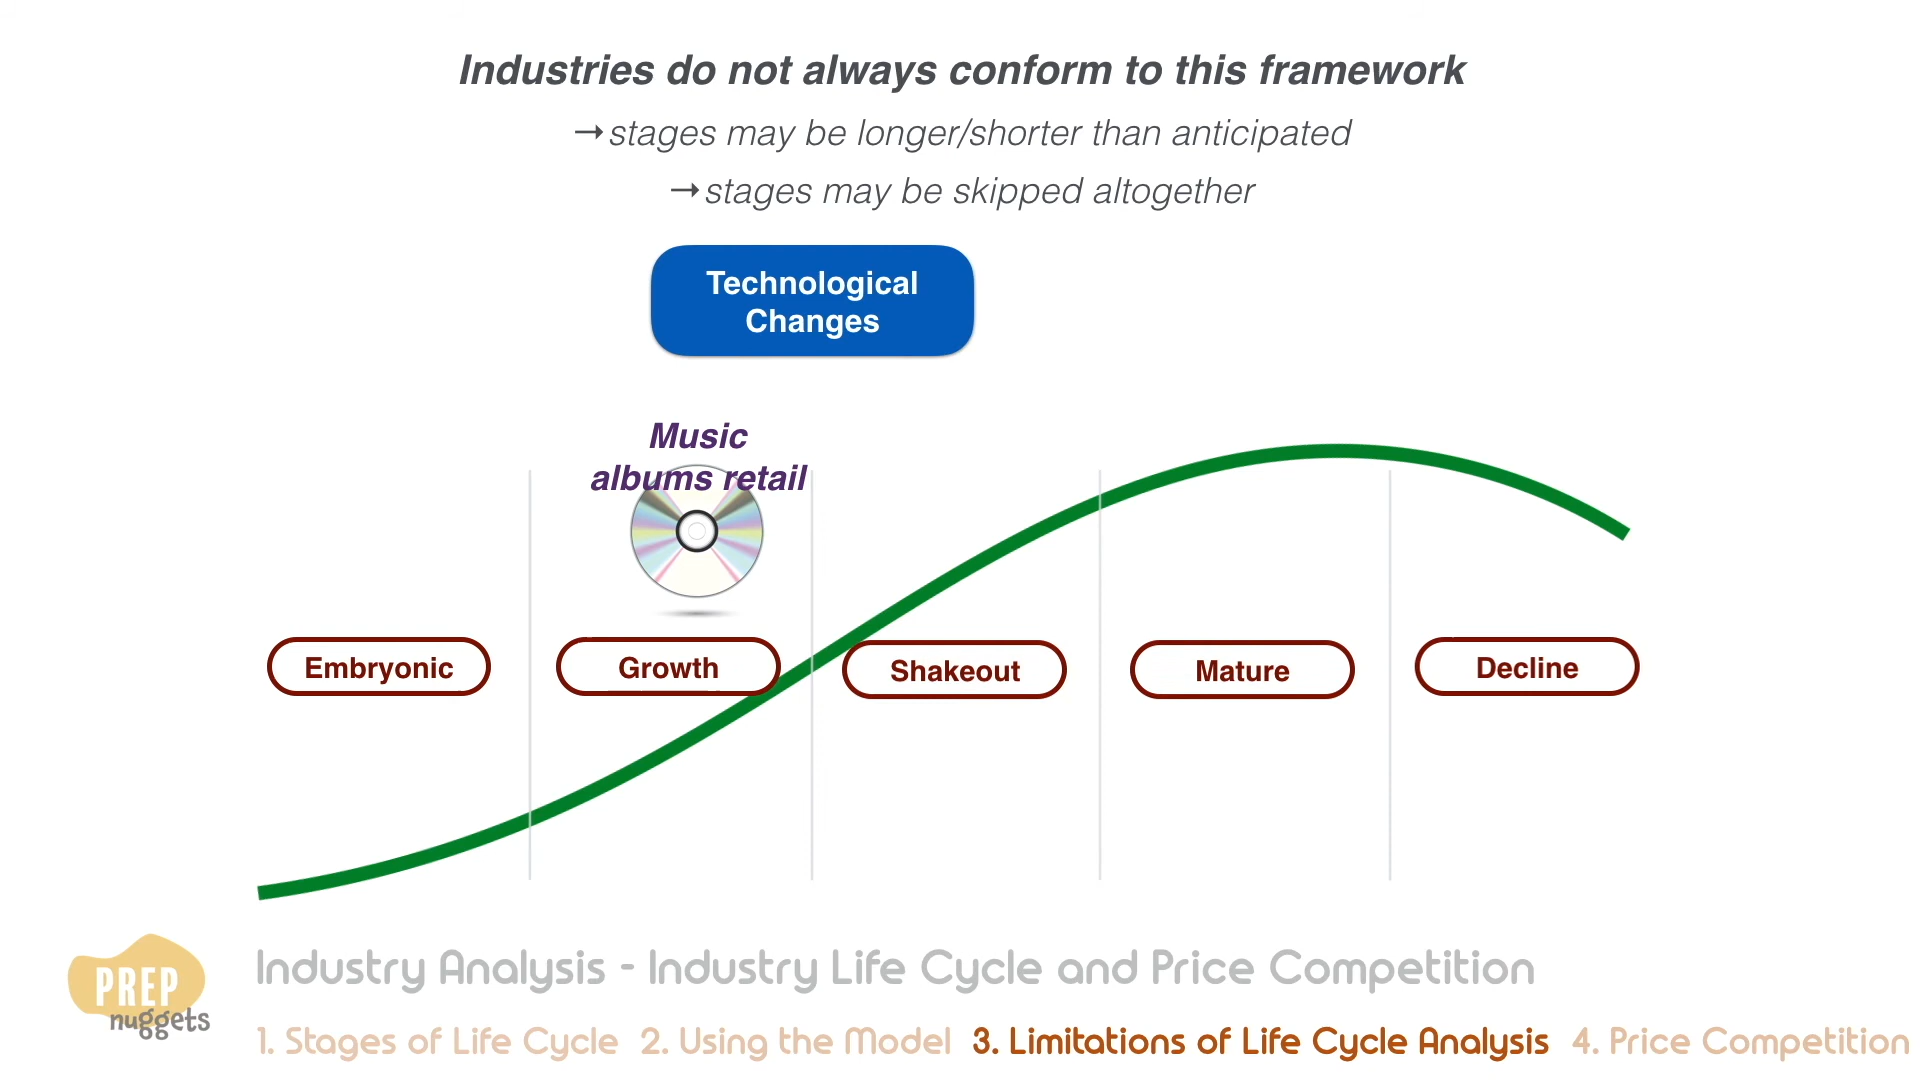 Industries do not always conform to this framework
→stages may be longer/shorter than anticipated
→stages may be skipped altogether
Technological
Changes
Music
albums retail
Embryonic
Growth
Shakeout
Mature
Decline
PREP
nuggets
Industry Analysis - Industry Life Cycle and Price Competition
1. Stages of Life Cycle 2. Using the Model 3. Limitations of Life Cycle Analysis 4. Price Competition